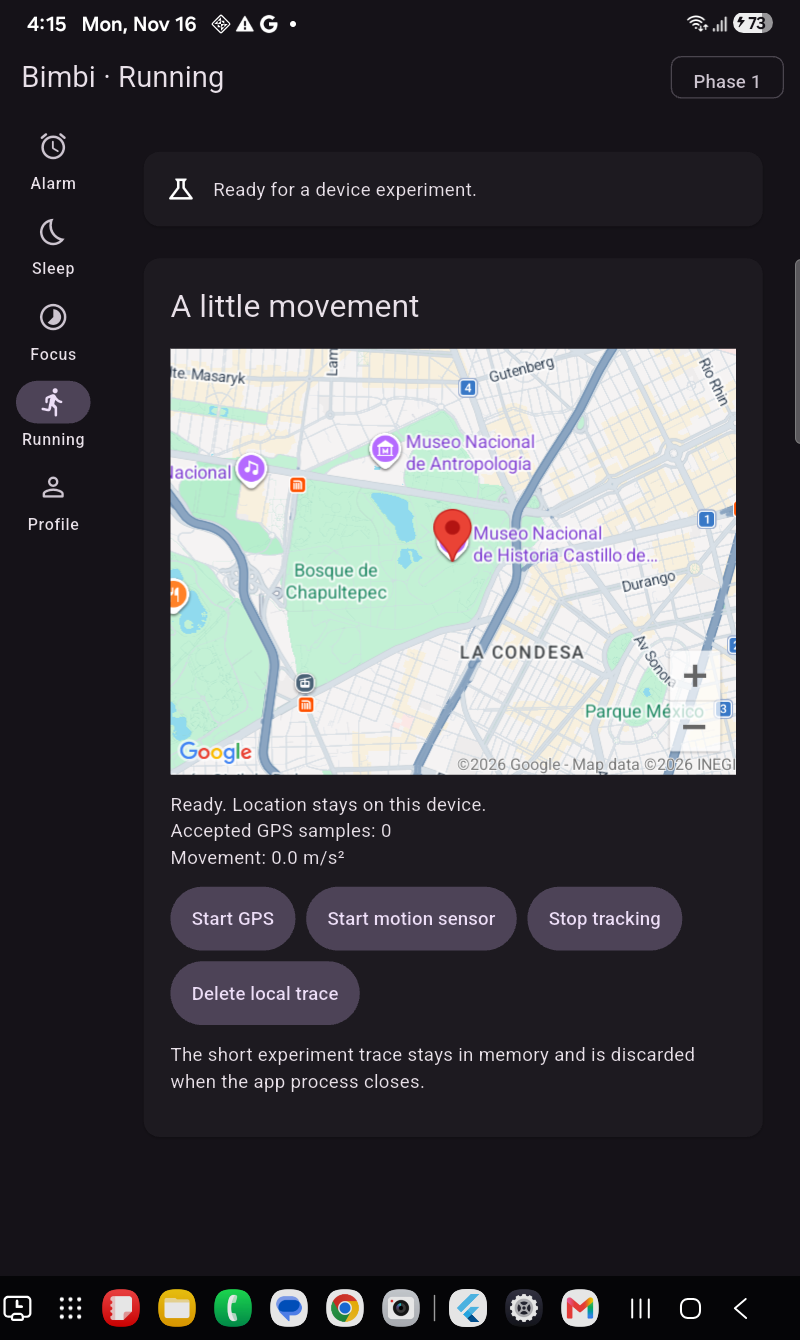 4:15 Mon, Nov 16
73
Bimbi · Running
Phase 1
Alarm
Sleep
Focus
Running
Profile
Ready for a device experiment.
A little movement
te. Masaryk
Lam
4
Gutenberg
Río Rhin
Museo Nacional
de Antropología
Nacional
1
Museo Nacional
de Historia Castillo de...
Bosque de
Chapultepec
Durango
LA CONDESA
Av Sonora
Parque México
3
Google
©2026 Google - Map data ©2026 INEGI
Ready. Location stays on this device.
Accepted GPS samples: 0
Movement: 0.0 m/s²
Start GPS
Start motion sensor
Stop tracking
Delete local trace
The short experiment trace stays in memory and is discarded
when the app process closes.